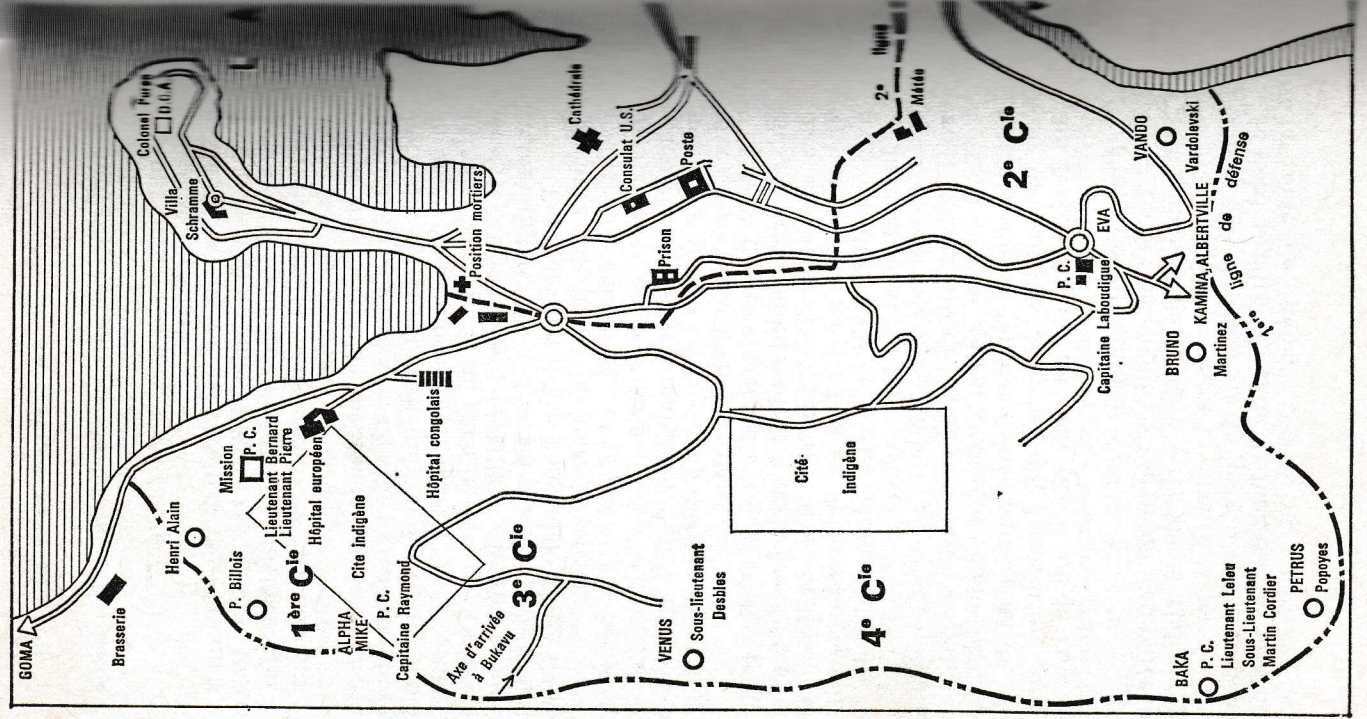 GOMA
Brasserie
Henri Alain
P. Billois
1ère Cie
ALPHA
MIKE
P. C.
Capitaine Raymond
Cite indigène
Mission
P. C.
Lieutenant Bernard
Lieutenant Pierre
Hôpital européen
Hôpital congolais
3e Cie
Axe d'arrivée
à Bukavu
VENUS
Sous-lieutenant
Desbles
4e Cie
Cité-
Indigène
BAKA
P. C.
Lieutenant Leleu
Sous-Lieutenant
Martin Cordier
PETRUS
Popoyes
Villa
Schramme
Colonel
D.G.A.
Position mortiers
Prison
Cathédrale
Consulat U.S.
Poste
2e ligne
Météo
2e Cie
P. C.
Capitaine Laboudigue
EVA
VANDO
Vardolevski
BRUNO
Martinez
KAMINA, ALBERTVILLE
1ère ligne de défense